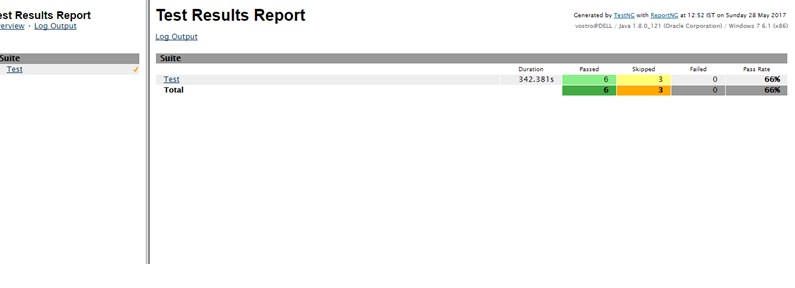 est Results Report
erview · Log Output
Suite
Test
Test Results Report
Generated by TestNG with ReportNG at 12:52 IST on Sunday 28 May 2017
vostro@DELL / Java 1.8.0_121 (Oracle Corporation) / Windows 7 6.1 (x86)
Log Output
Suite
Duration Passed Skipped Failed Pass Rate
Test 342.381s 6 3 0 66%
Total 6 3 0 66%